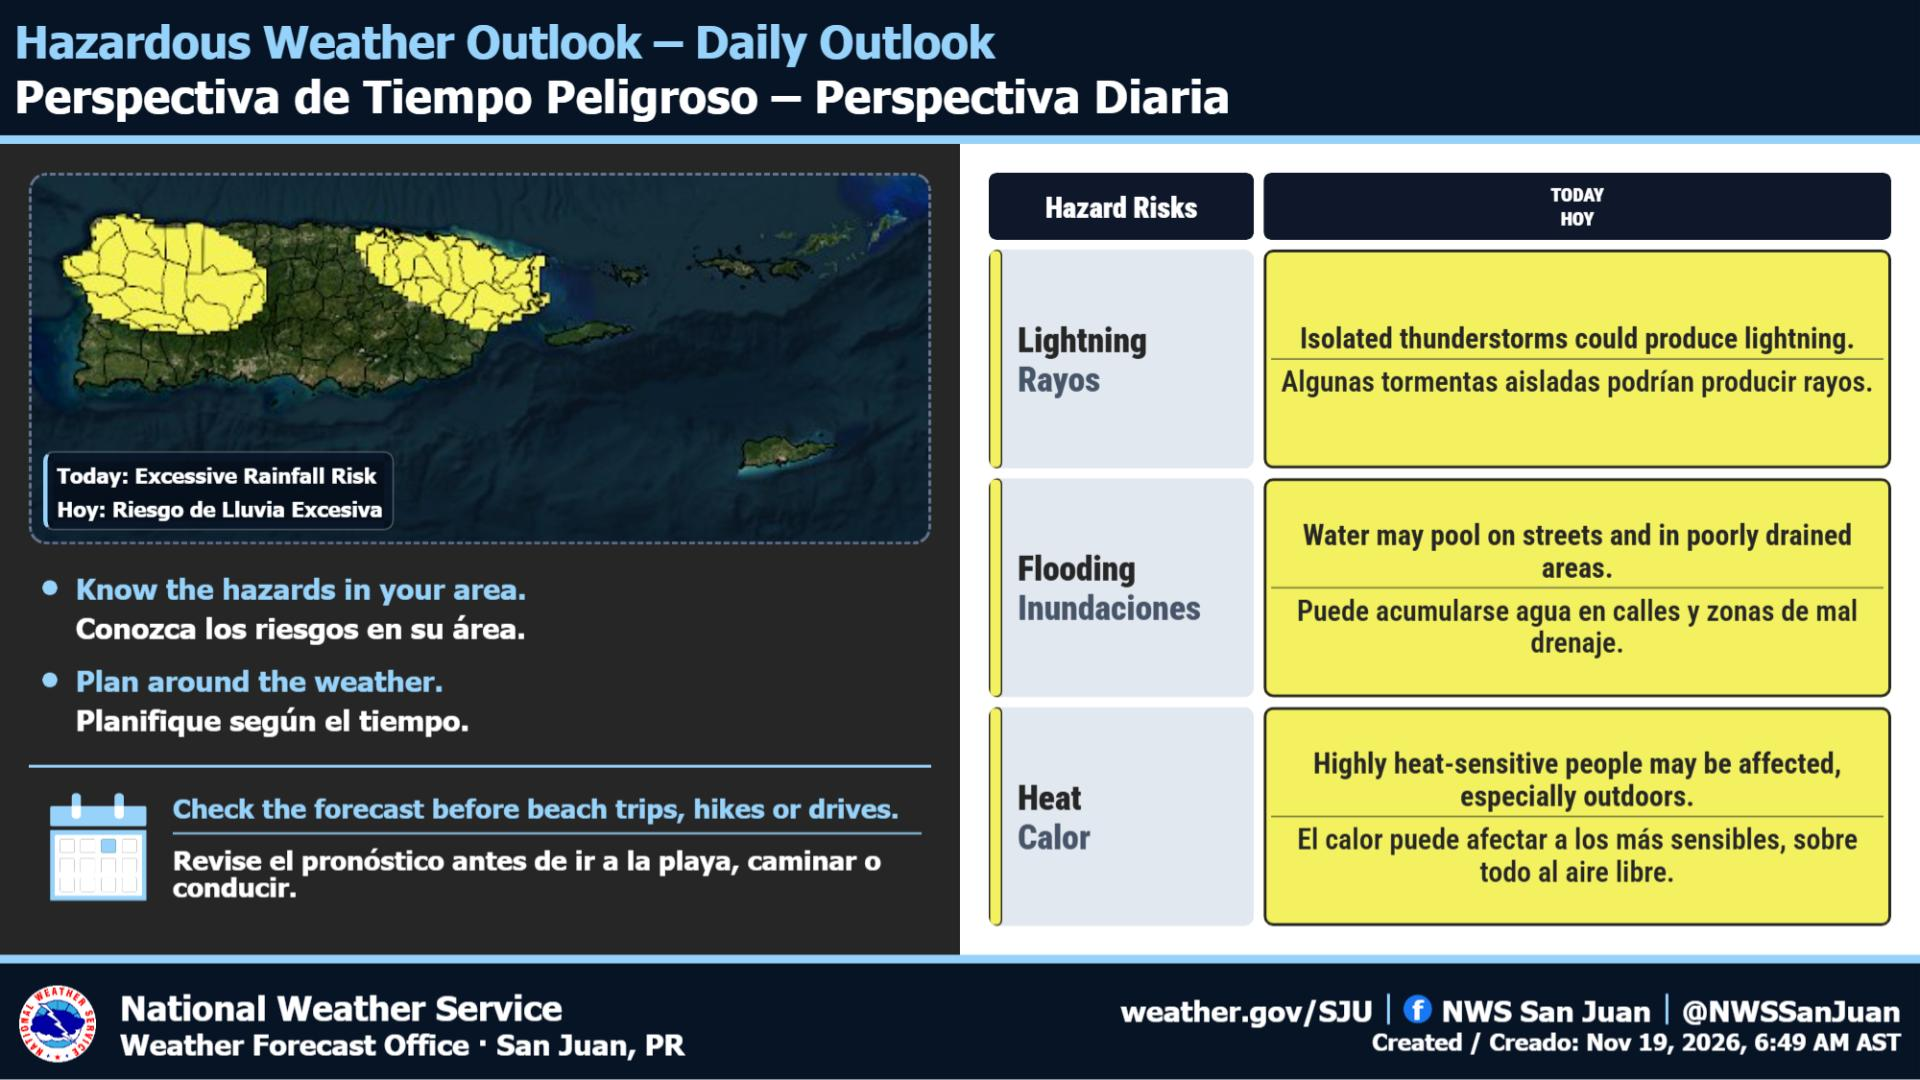 Hazardous Weather Outlook – Daily Outlook
Perspectiva de Tiempo Peligroso – Perspectiva Diaria
Today: Excessive Rainfall Risk
Hoy: Riesgo de Lluvia Excesiva
Know the hazards in your area.
Conozca los riesgos en su área.
Plan around the weather.
Planifique según el tiempo.
Check the forecast before beach trips, hikes or drives.
Revise el pronóstico antes de ir a la playa, caminar o
conducir.
Hazard Risks
TODAY
HOY
Lightning
Rayos
Isolated thunderstorms could produce lightning.
Algunas tormentas aisladas podrían producir rayos.
Flooding
Inundaciones
Water may pool on streets and in poorly drained
areas.
Puede acumularse agua en calles y zonas de mal
drenaje.
Heat
Calor
Highly heat-sensitive people may be affected,
especially outdoors.
El calor puede afectar a los más sensibles, sobre
todo al aire libre.
NATIONAL WEATHER SERVICE
National Weather Service
Weather Forecast Office · San Juan, PR
weather.gov/SJU | f NWS San Juan | @NWSSanJuan
Created / Creado: Nov 19, 2026, 6:49 AM AST